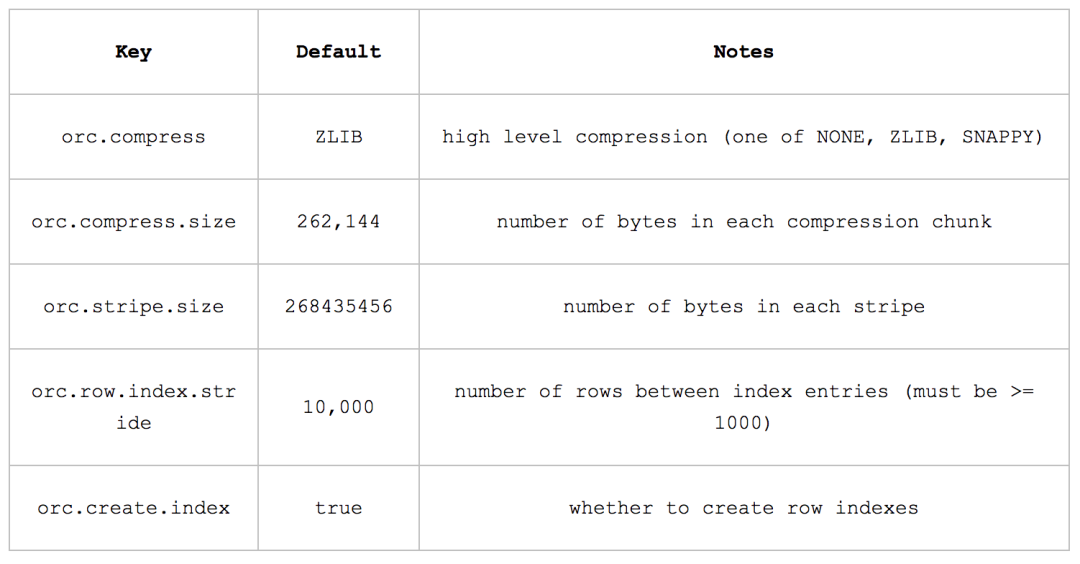 Key Default Notes
orc.compress ZLIB high level compression (one of NONE, ZLIB, SNAPPY)
orc.compress.size 262,144 number of bytes in each compression chunk
orc.stripe.size 268435456 number of bytes in each stripe
orc.row.index.str
ide
10,000
number of rows between index entries (must be >=
1000)
orc.create.index true whether to create row indexes